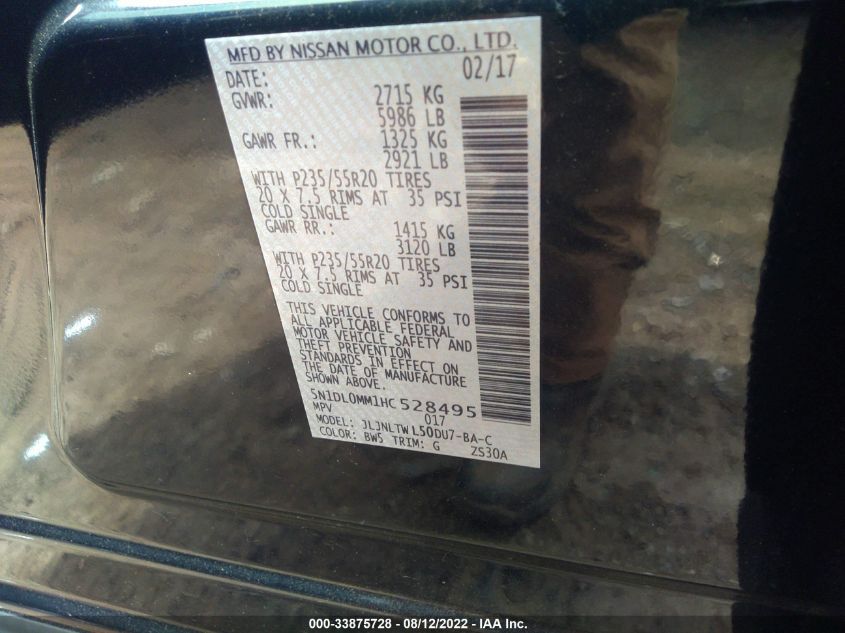 MFD BY NISSAN MOTOR CO., LTD.
DATE: 02/17
GVWR: 2715 KG
5986 LB
GAWR FR.: 1325 KG
2921 LB
WITH P235/55R20 TIRES
20 X 7.5 RIMS AT 35 PSI
COLD SINGLE
GAWR RR.: 1415 KG
3120 LB
WITH P235/55R20 TIRES
20 X 7.5 RIMS AT 35 PSI
COLD SINGLE
THIS VEHICLE CONFORMS TO
ALL APPLICABLE FEDERAL
MOTOR VEHICLE SAFETY AND
THEFT PREVENTION
STANDARDS IN EFFECT ON
THE DATE OF MANUFACTURE
SHOWN ABOVE.
5N1DL0MM1HC528495
MPV 017
MODEL: JLJNLTWL50DU7-BA-C
COLOR: BW5 TRIM: G ZS30A
000-33875728 - 08/12/2022 - IAA Inc.